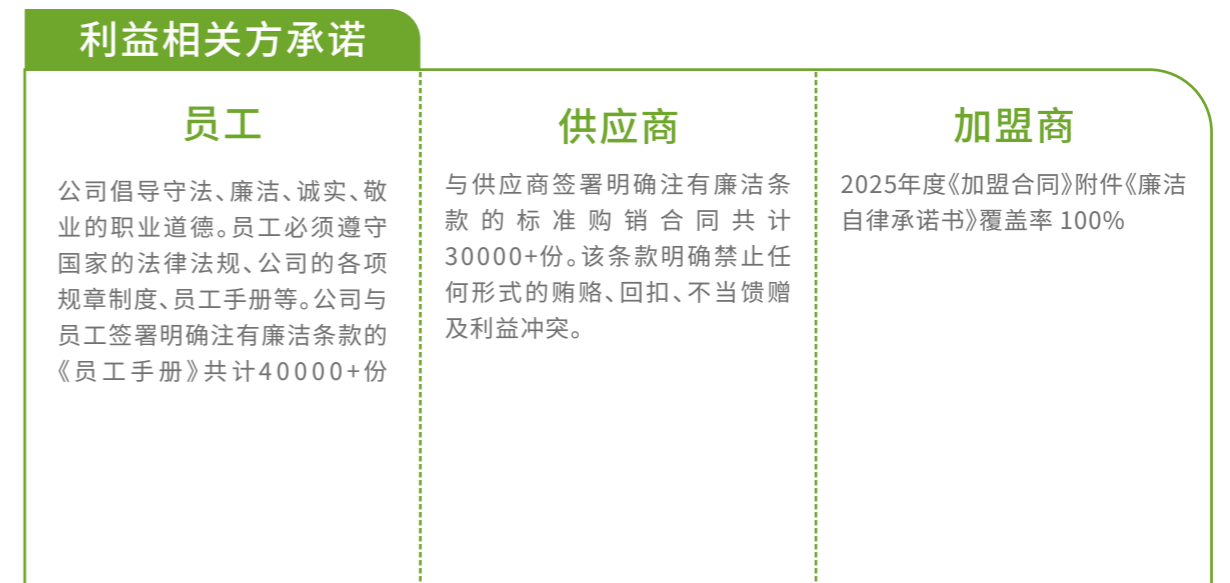 利益相关方承诺
员工
公司倡导守法、廉洁、诚实、敬
业的职业道德。员工必须遵守
国家的法律法规、公司的各项
规章制度、员工手册等。公司与
员工签署明确注有廉洁条款的
《员工手册》共计40000+份
供应商
与供应商签署明确注有廉洁条
款的标准购销合同共计
30000+份。该条款明确禁止任
何形式的贿赂、回扣、不当馈赠
及利益冲突。
加盟商
2025年度《加盟合同》附件《廉洁
自律承诺书》覆盖率 100%